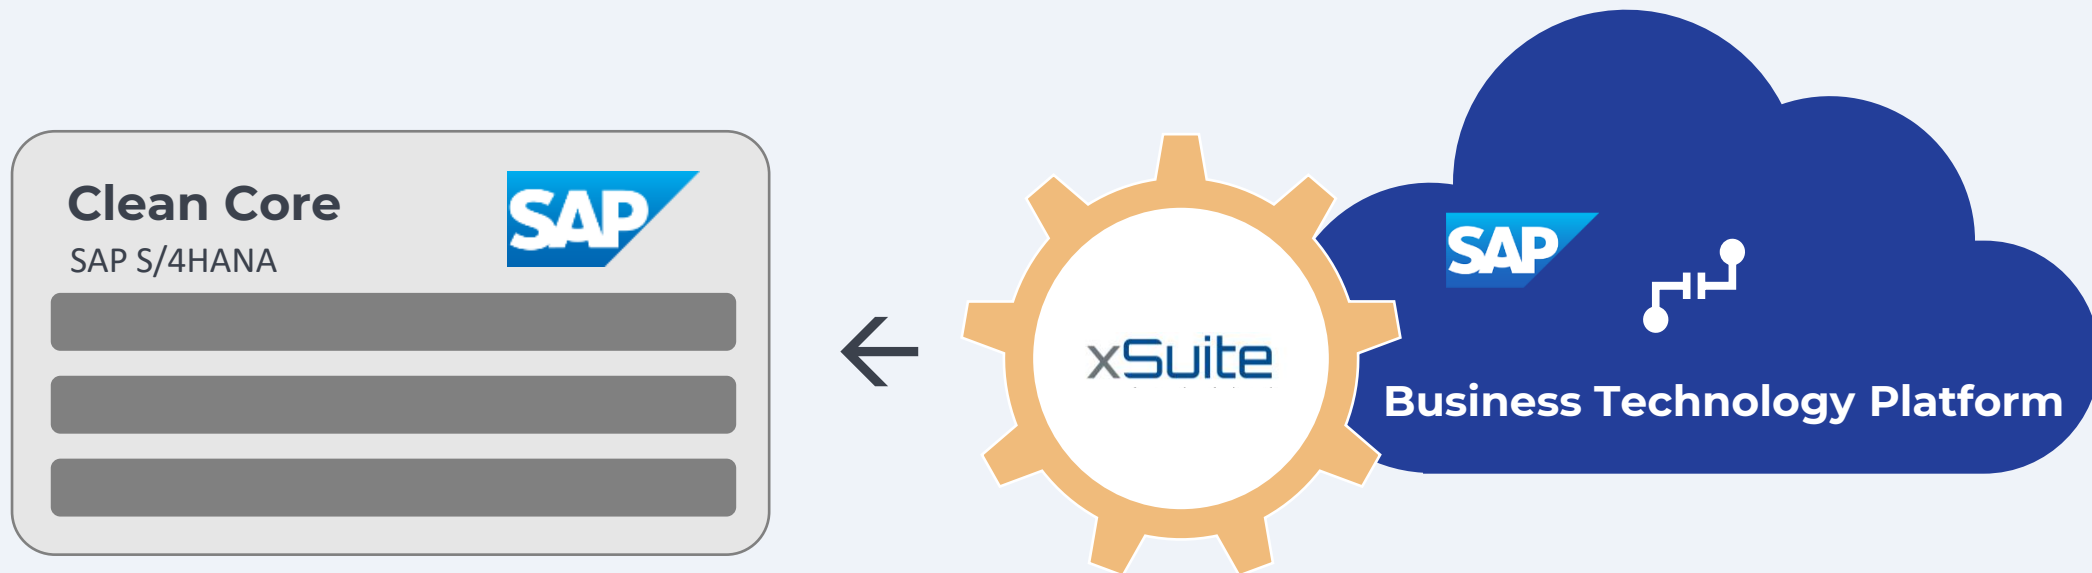 Clean Core
SAP S/4HANA
SAP
xSuite
SAP
Business Technology Platform